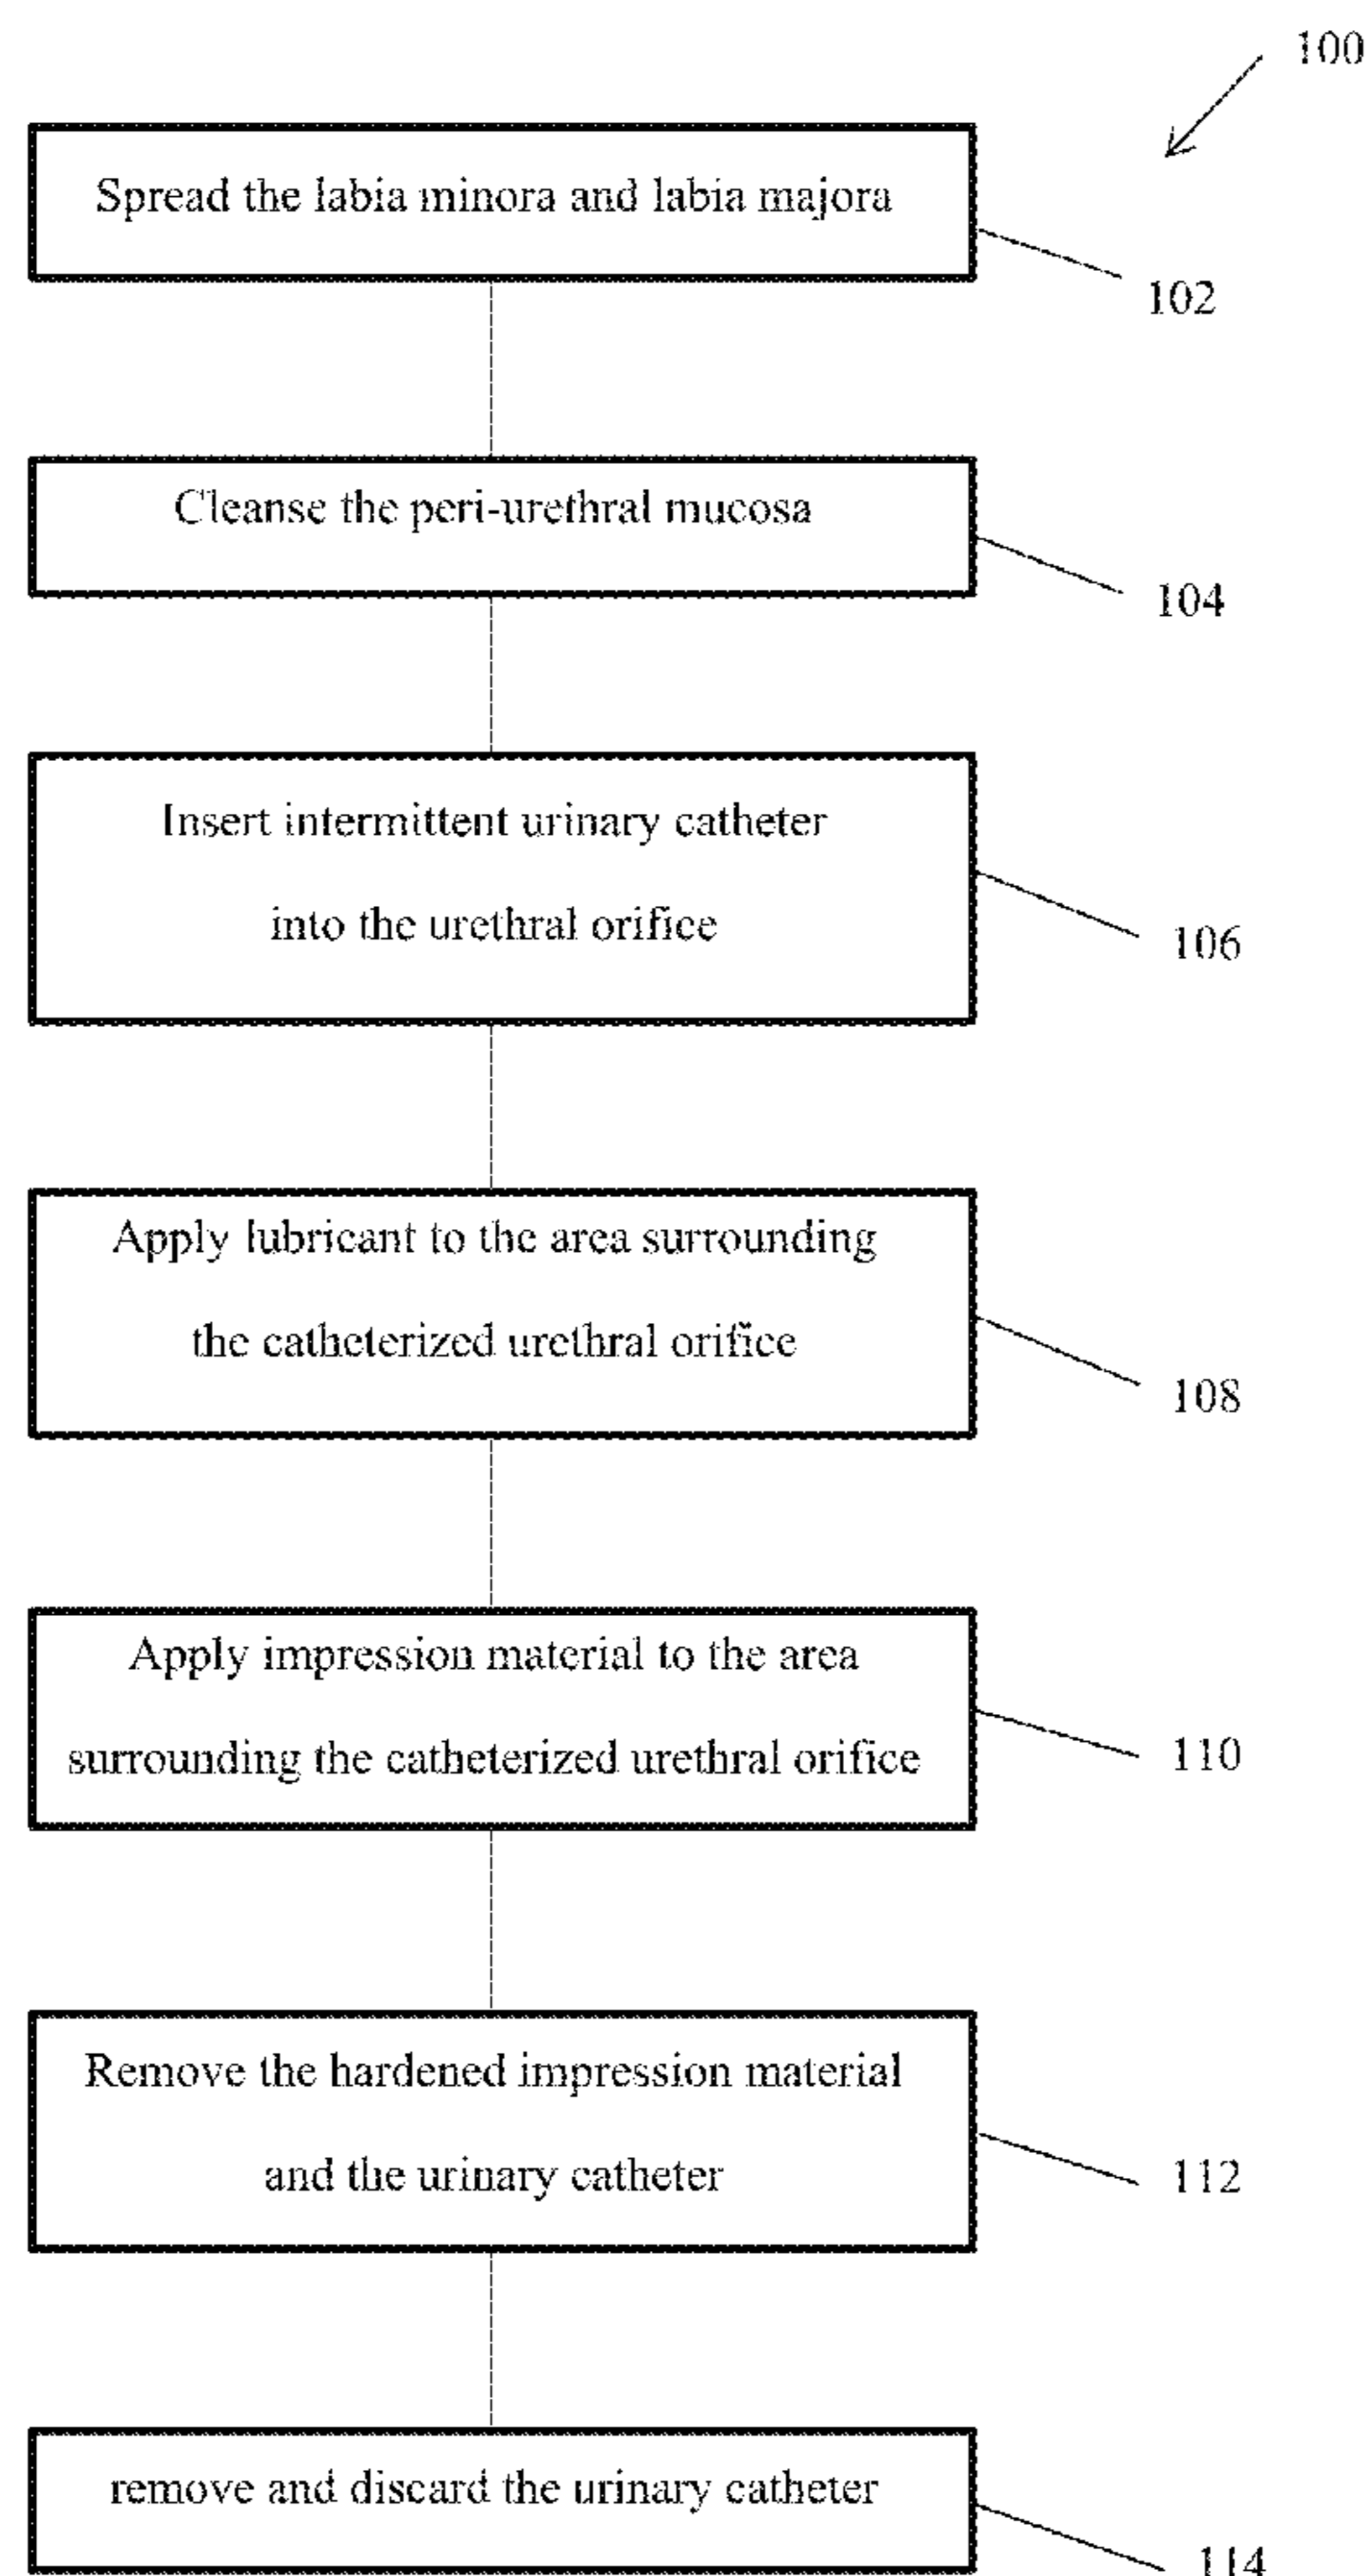 100
Spread the labia minora and labia majora
102
Cleanse the peri-urethral mucosa
104
Insert intermittent urinary catheter
into the urethral orifice
106
Apply lubricant to the area surrounding
the catheterized urethral orifice
108
Apply impression material to the area
surrounding the catheterized urethral orifice
110
Remove the hardened impression material
and the urinary catheter
112
remove and discard the urinary catheter
114